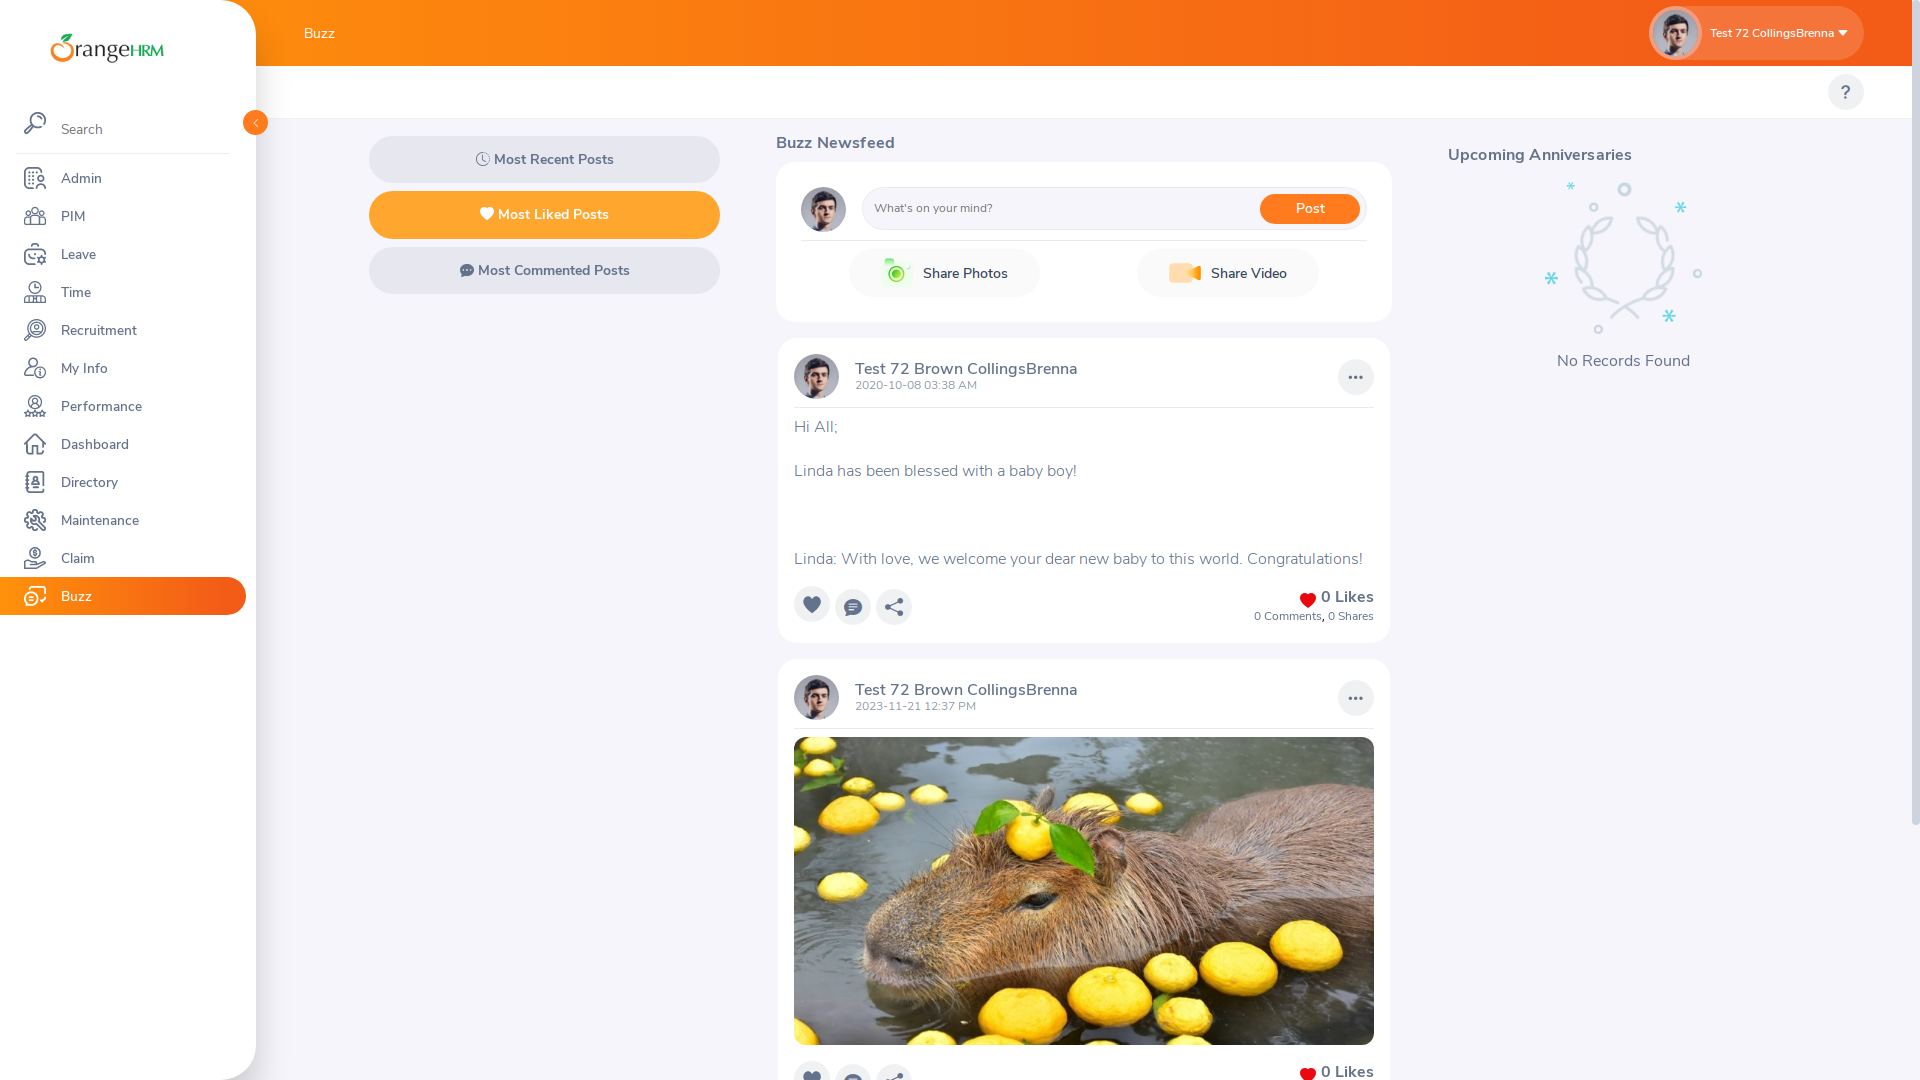 OrangeHRM
Search
Admin
PIM
Leave
Time
Recruitment
My Info
Performance
Dashboard
Directory
Maintenance
Claim
Buzz
Buzz
Test 72 CollingsBrenna
?
Most Recent Posts
Most Liked Posts
Most Commented Posts
Buzz Newsfeed
What's on your mind?
Post
Share Photos
Share Video
Test 72 Brown CollingsBrenna
2020-10-08 03:38 AM
Hi All;
Linda has been blessed with a baby boy!
Linda: With love, we welcome your dear new baby to this world. Congratulations!
0 Likes
0 Comments, 0 Shares
Test 72 Brown CollingsBrenna
2023-11-21 12:37 PM
0 Likes
Upcoming Anniversaries
No Records Found